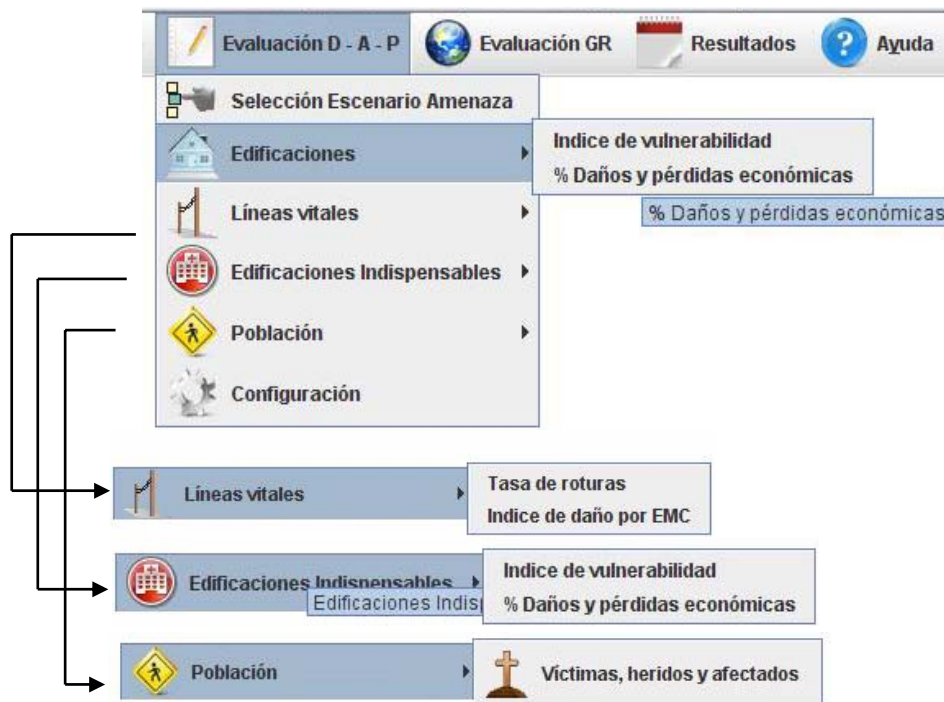 Evaluación D - A - P Evaluación GR Resultados Ayuda
Selección Escenario Amenaza
Edificaciones
Indice de vulnerabilidad
% Daños y pérdidas económicas
% Daños y pérdidas económicas
Líneas vitales
Edificaciones Indispensables
Población
Configuración
Líneas vitales
Tasa de roturas
Indice de daño por EMC
Edificaciones Indispensables
Edificaciones Indisp
Indice de vulnerabilidad
% Daños y pérdidas económicas
Población
Víctimas, heridos y afectados